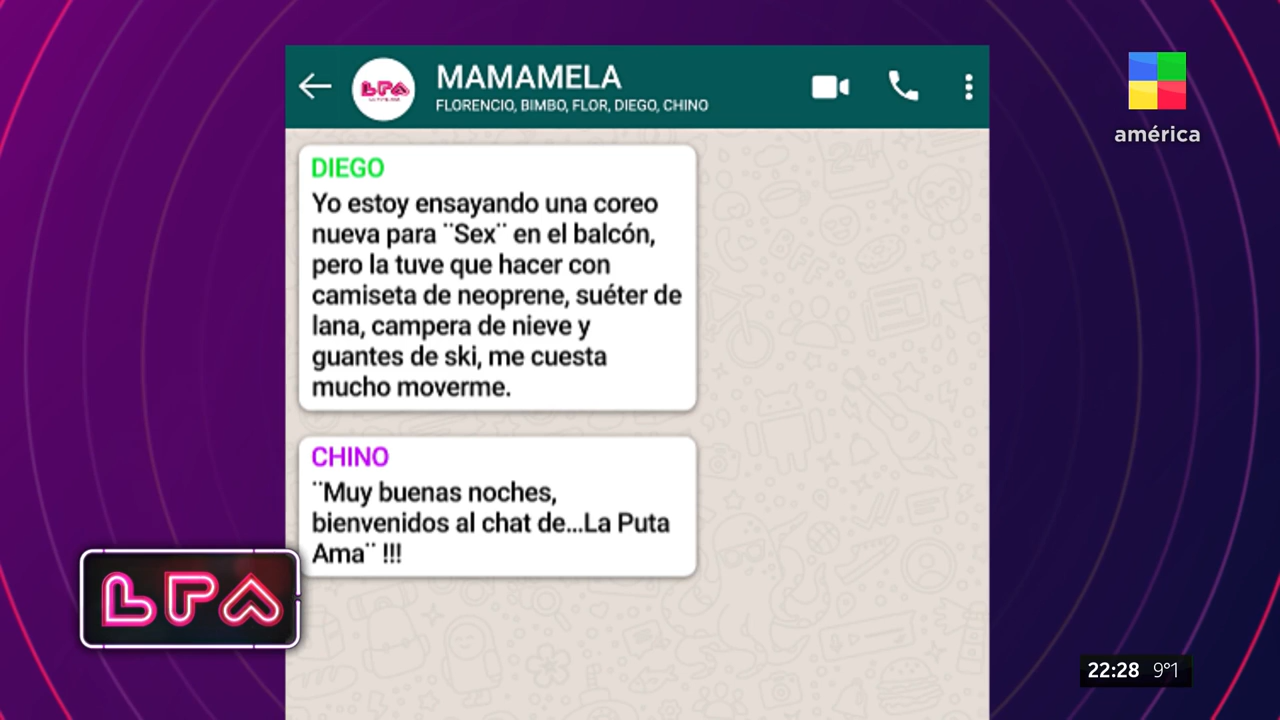 MAMAMELA
FLORENCIO, BIMBO, FLOR, DIEGO, CHINO
américa
DIEGO
Yo estoy ensayando una coreo
nueva para ¨Sex¨ en el balcón,
pero la tuve que hacer con
camiseta de neoprene, suéter de
lana, campera de nieve y
guantes de ski, me cuesta
mucho moverme.
CHINO
¨Muy buenas noches,
bienvenidos al chat de...La Puta
Ama¨ !!!
LPA
22:28 9°1